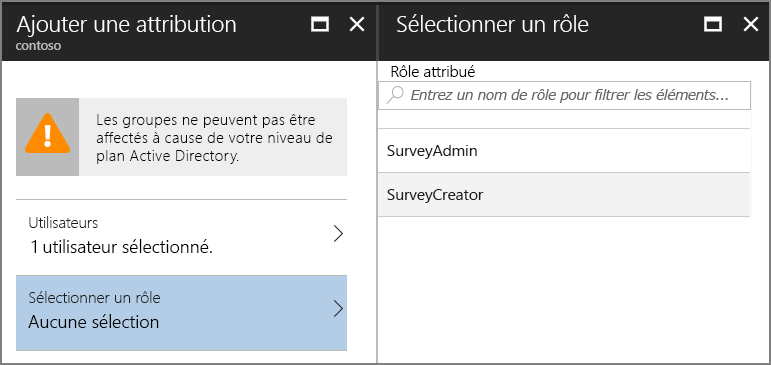 Ajouter une attribution
contoso
Les groupes ne peuvent pas être
affectés à cause de votre niveau de
plan Active Directory.
Utilisateurs
1 utilisateur sélectionné.
Sélectionner un rôle
Aucune sélection
Sélectionner un rôle
Rôle attribué
Entrez un nom de rôle pour filtrer les éléments...
SurveyAdmin
SurveyCreator